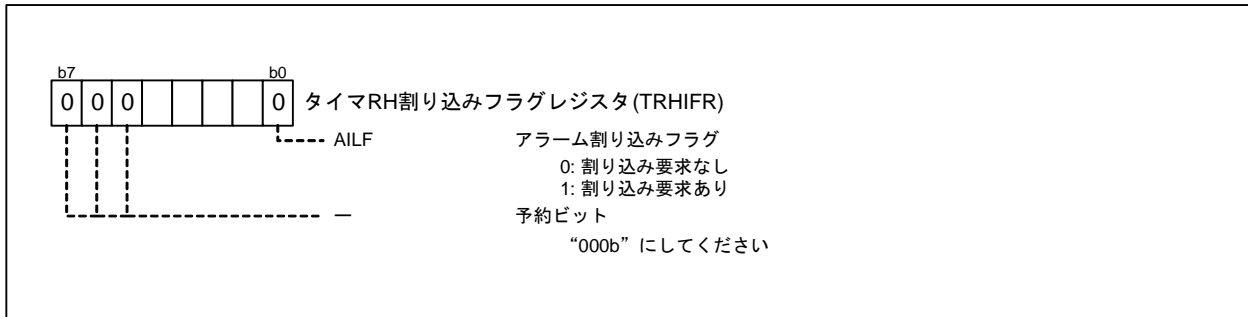 b7 b0
0 0 0 0 タイマRH割り込みフラグレジスタ(TRHIFR)
AILF アラーム割り込みフラグ
0: 割り込み要求なし
1: 割り込み要求あり
— 予約ビット
“000b”にしてください